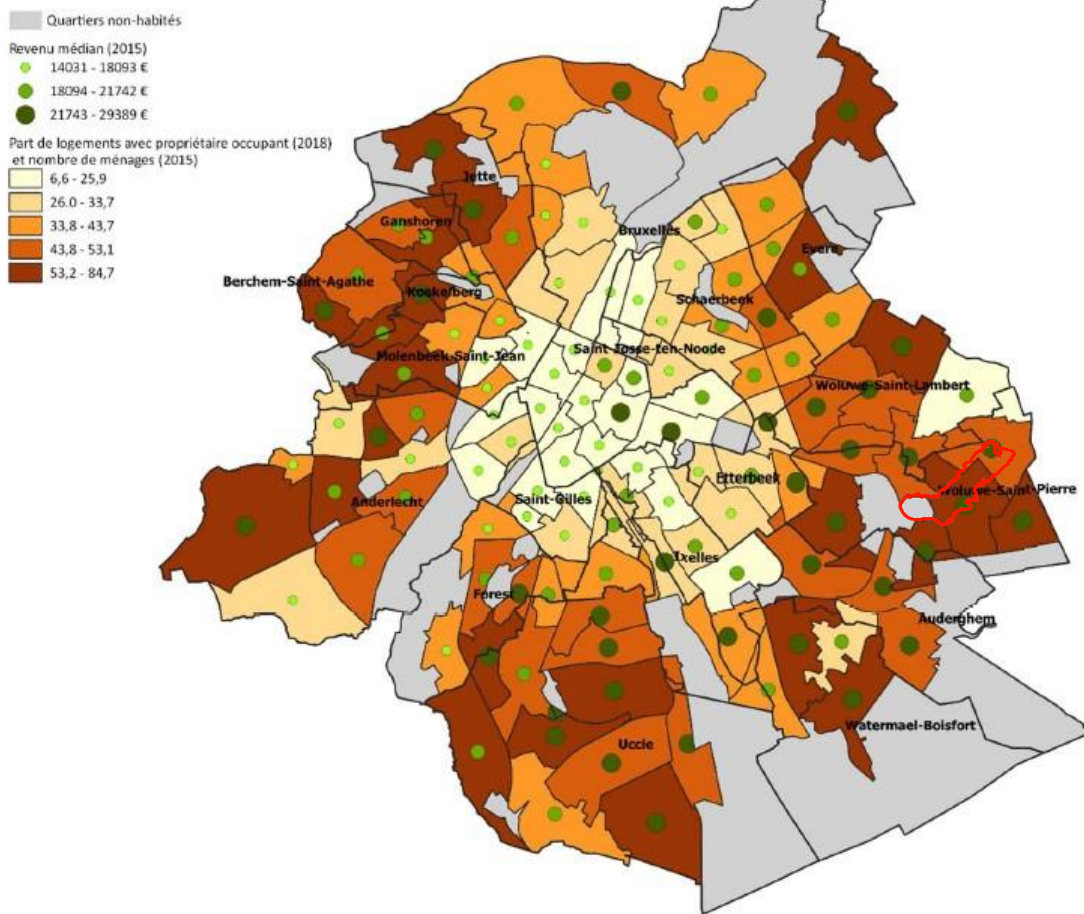 Quartiers non-habités
Revenu médian (2015)
14031 - 18093 €
18094 - 21742 €
21743 - 29389 €
Part de logements avec propriétaire occupant (2018)
et nombre de ménages (2015)
6,6 - 25,9
26.0 - 33,7
33.8 - 43,7
43,8 - 53,1
53,2 - 84,7
Jette
Ganshoren
Bruxelles
Evere
Berchem-Saint-Agathe
Koekelberg
Schaerbeek
Molenbeek-Saint-Jean
Saint-Josse-ten-Noode
Woluwe-Saint-Lambert
Etterbeek
Woluwe-Saint-Pierre
Anderlecht
Saint-Gilles
Ixelles
Forest
Auderghem
Watermael-Boisfort
Uccle